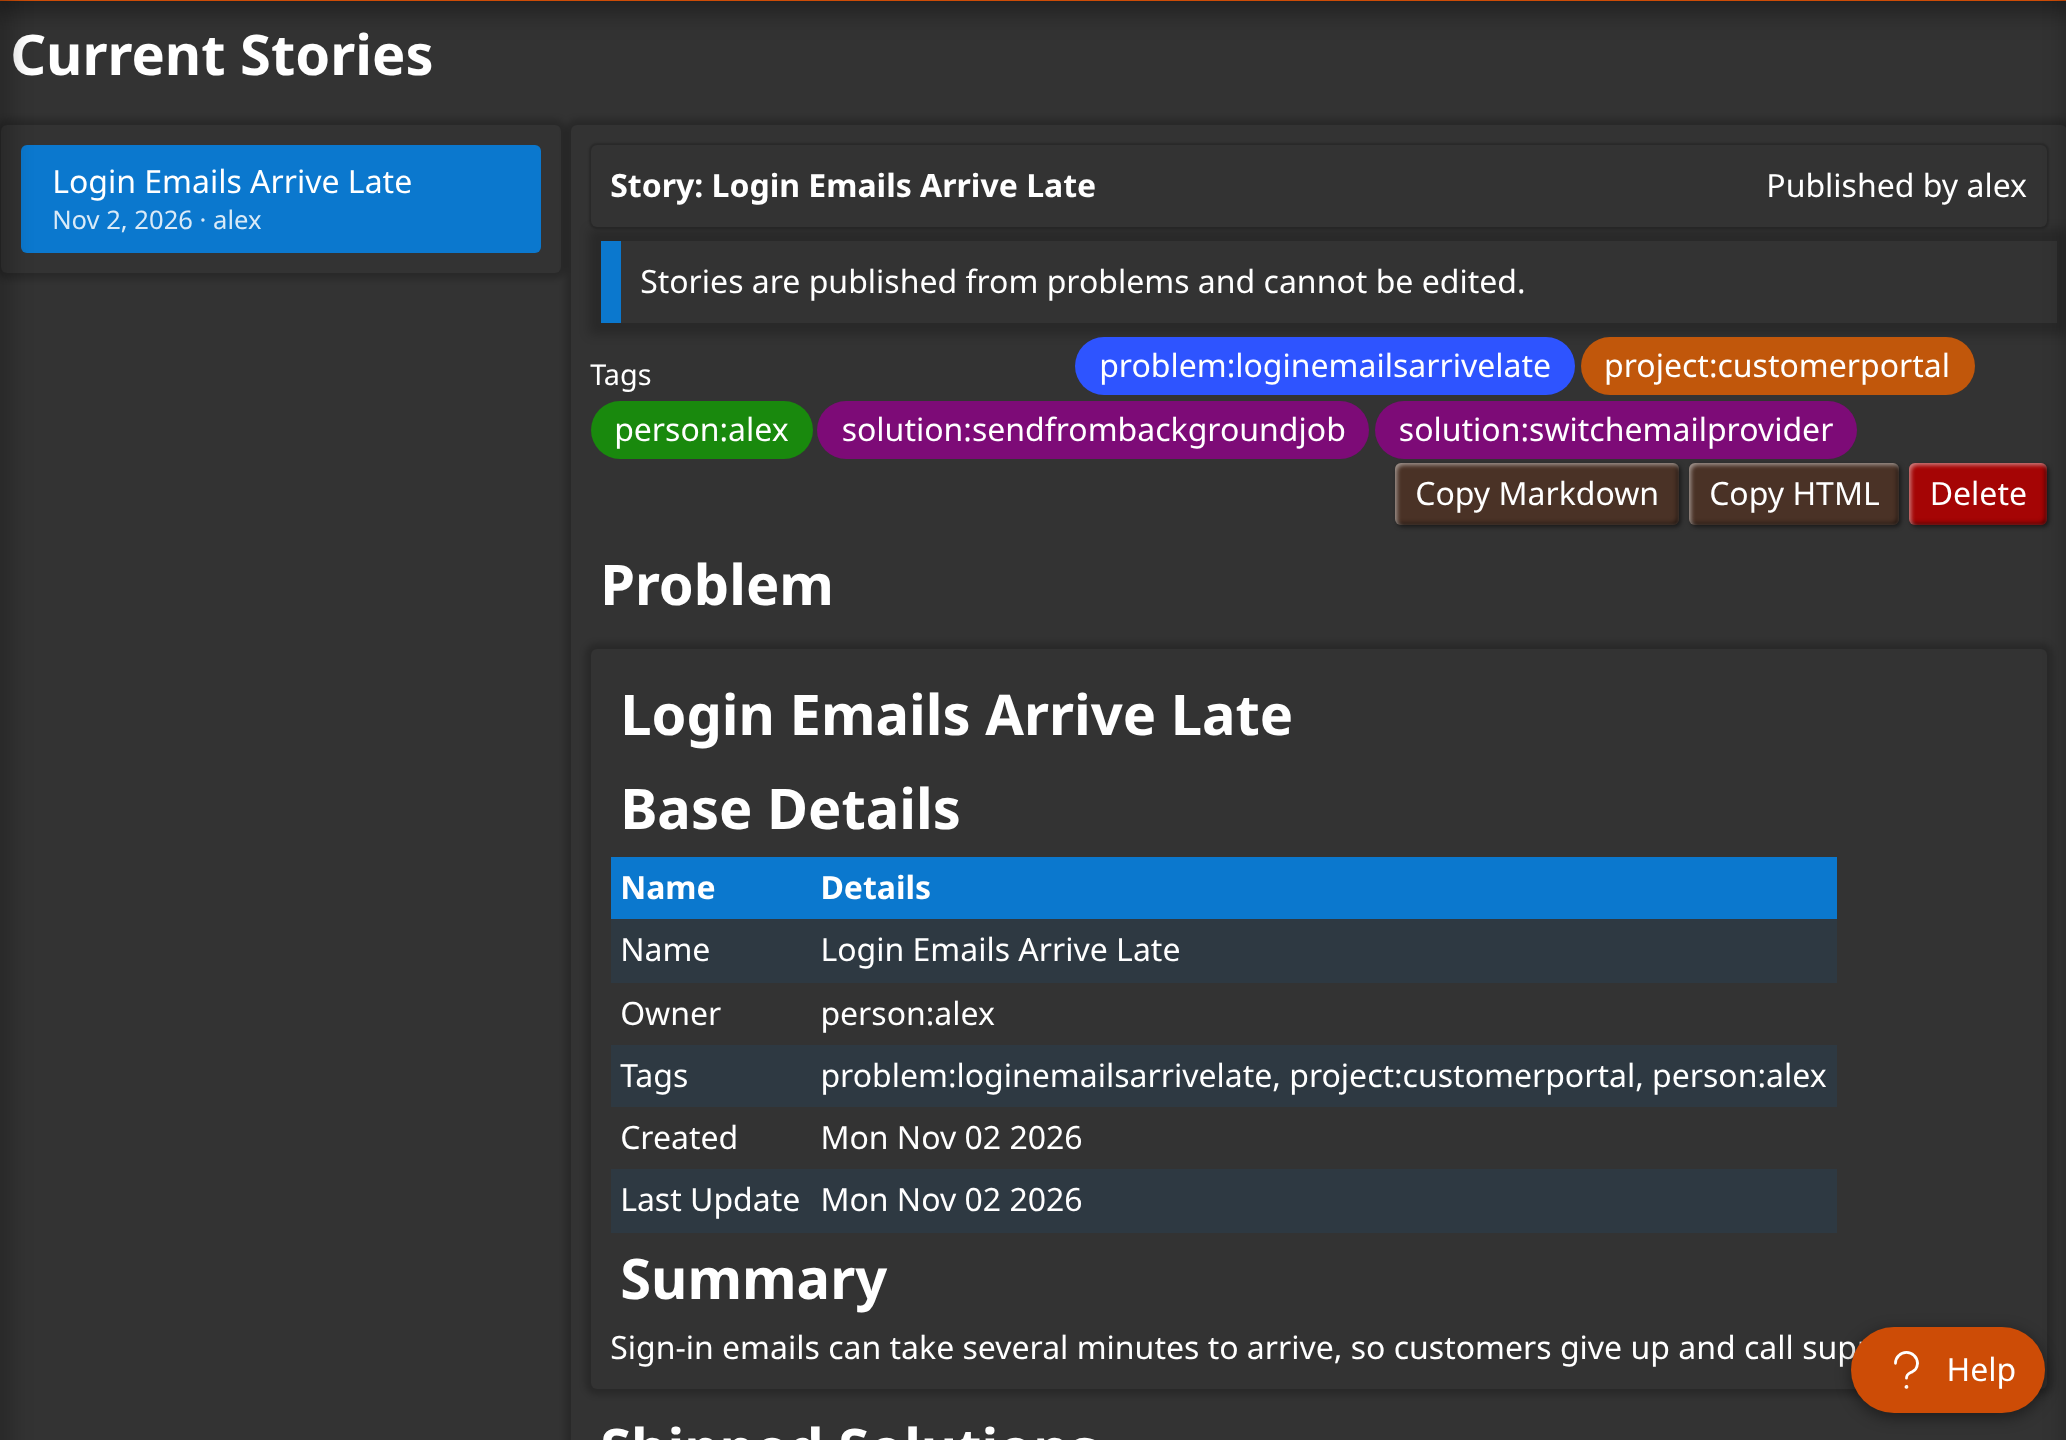 Current Stories
Login Emails Arrive Late
Nov 2, 2026 · alex
Story: Login Emails Arrive Late
Published by alex
Stories are published from problems and cannot be edited.
Tags
problem:loginemailsarrivelate
project:customerportal
person:alex
solution:sendfrombackgroundjob
solution:switchemailprovider
Copy Markdown
Copy HTML
Delete
Problem
Login Emails Arrive Late
Base Details
Name Details
Name Login Emails Arrive Late
Owner person:alex
Tags problem:loginemailsarrivelate, project:customerportal, person:alex
Created Mon Nov 02 2026
Last Update Mon Nov 02 2026
Summary
Sign-in emails can take several minutes to arrive, so customers give up and call
Help
Shipped Solutions